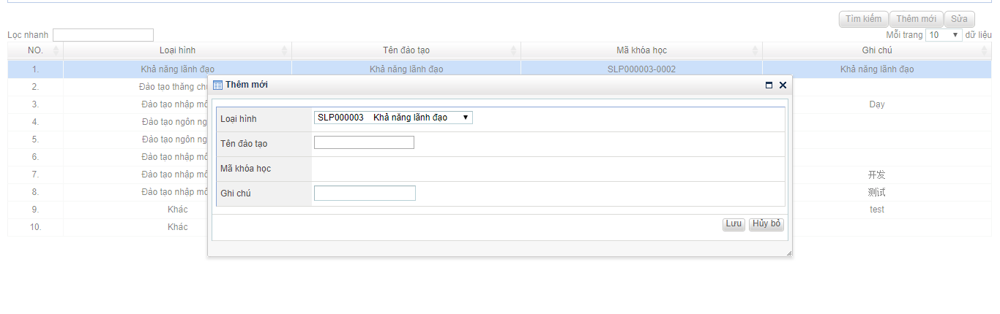 Tìm kiếm Thêm mới Sửa
Lọc nhanh Mỗi trang 10 dữ liệu
NO. Loại hình Tên đào tạo Mã khóa học Ghi chú
1. Khả năng lãnh đạo Khả năng lãnh đạo SLP000003-0002 Khả năng lãnh đạo
Thêm mới
2. Đào tạo thăng ch
3. Đào tạo nhập mô Dạy
4. Đào tạo ngôn ng
5. Đào tạo ngôn ng
6. Đào tạo nhập mô
7. Đào tạo nhập mô 开发
8. Đào tạo nhập mô 测试
9. Khác test
10. Khác
Loại hình SLP000003 Khả năng lãnh đạo
Tên đào tạo
Mã khóa học
Ghi chú
Lưu Hủy bỏ